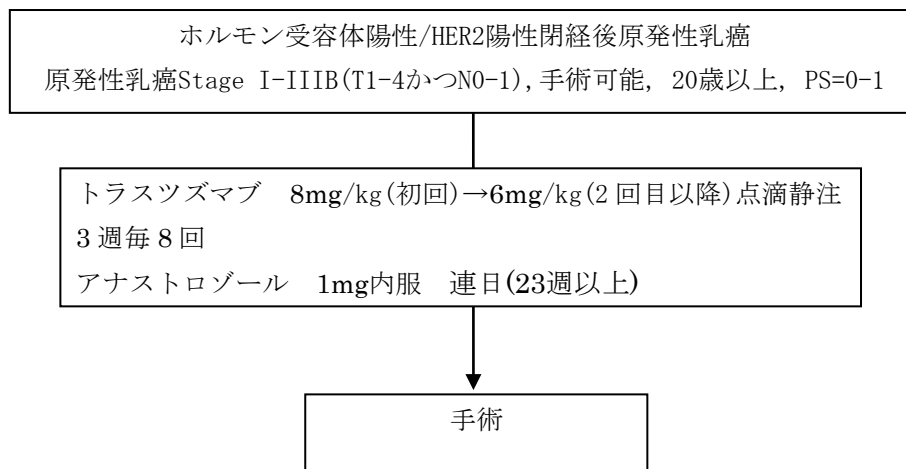 ホルモン受容体陽性/HER2陽性閉経後原発性乳癌
原発性乳癌Stage I-IIIB(T1-4かつN0-1),手術可能, 20歳以上, PS=0-1
トラスツズマブ　8mg/kg(初回)→6mg/kg(2 回目以降)点滴静注
3 週毎 8 回
アナストロゾール　1mg内服　連日(23週以上)
手術